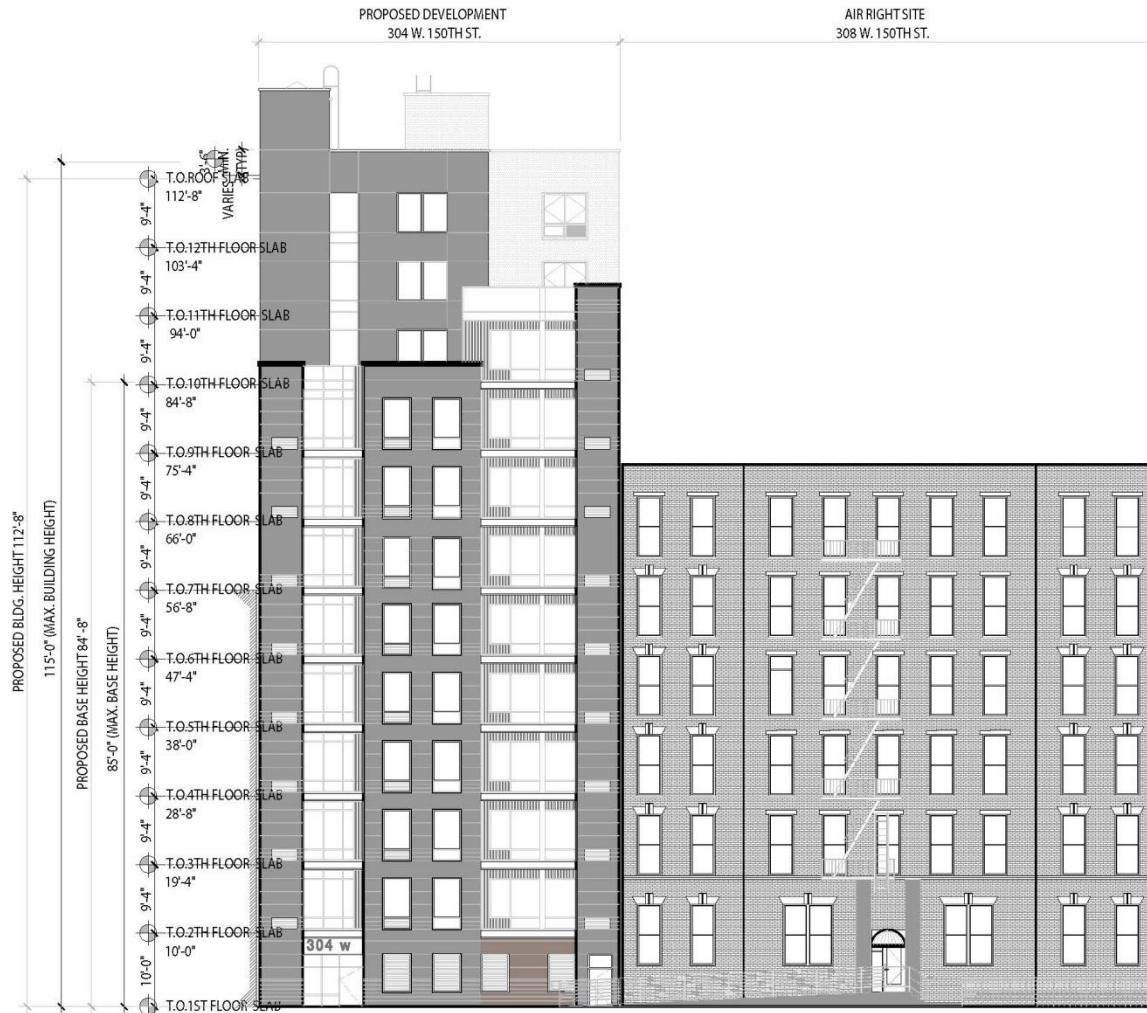 PROPOSED DEVELOPMENT
304 W. 150TH ST.
AIR RIGHT SITE
308 W. 150TH ST.
3'-6"
VARIES MIN.
(TYP.)
T.O.ROOF SLAB
112'-8"
9'-4"
T.O.12TH FLOOR SLAB
103'-4"
9'-4"
T.O.11TH FLOOR SLAB
94'-0"
9'-4"
T.O.10TH FLOOR SLAB
84'-8"
9'-4"
T.O.9TH FLOOR SLAB
75'-4"
9'-4"
T.O.8TH FLOOR SLAB
66'-0"
9'-4"
T.O.7TH FLOOR SLAB
56'-8"
9'-4"
T.O.6TH FLOOR SLAB
47'-4"
9'-4"
T.O.5TH FLOOR SLAB
38'-0"
9'-4"
T.O.4TH FLOOR SLAB
28'-8"
9'-4"
T.O.3TH FLOOR SLAB
19'-4"
9'-4"
T.O.2TH FLOOR SLAB
10'-0"
10'-0"
T.O.1ST FLOOR SLAB
PROPOSED BLDG. HEIGHT 112'-8"
115'-0" (MAX. BUILDING HEIGHT)
PROPOSED BASE HEIGHT 84'-8"
85'-0" (MAX. BASE HEIGHT)
304 w